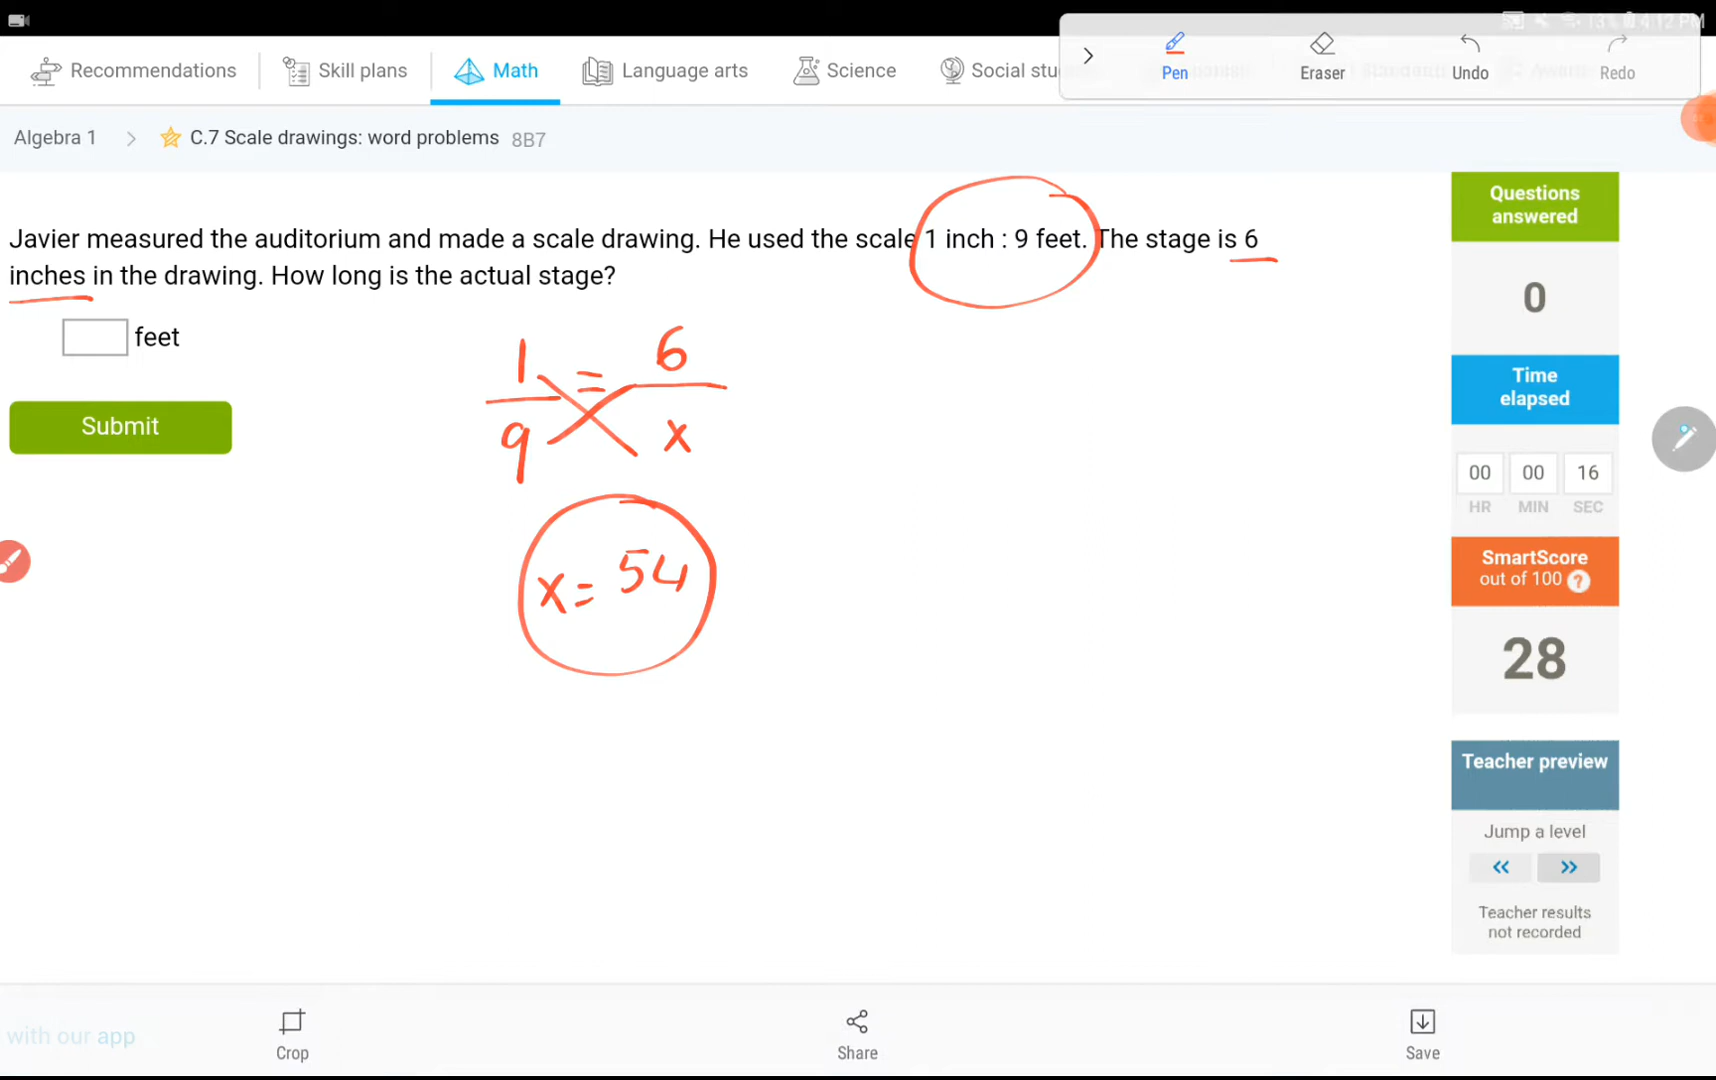 4:12 PM
Recommendations
Skill plans
Math
Language arts
Science
Social stu
Pen
Eraser
Undo
Redo
Algebra 1
C.7 Scale drawings: word problems 8B7
Javier measured the auditorium and made a scale drawing. He used the scale 1 inch : 9 feet. The stage is 6
inches in the drawing. How long is the actual stage?
feet
Submit
1 = 6
9 x
x = 54
Questions
answered
0
Time
elapsed
00 00 16
HR MIN SEC
SmartScore
out of 100 ?
28
Teacher preview
Jump a level
Teacher results
not recorded
with our app
Crop
Share
Save